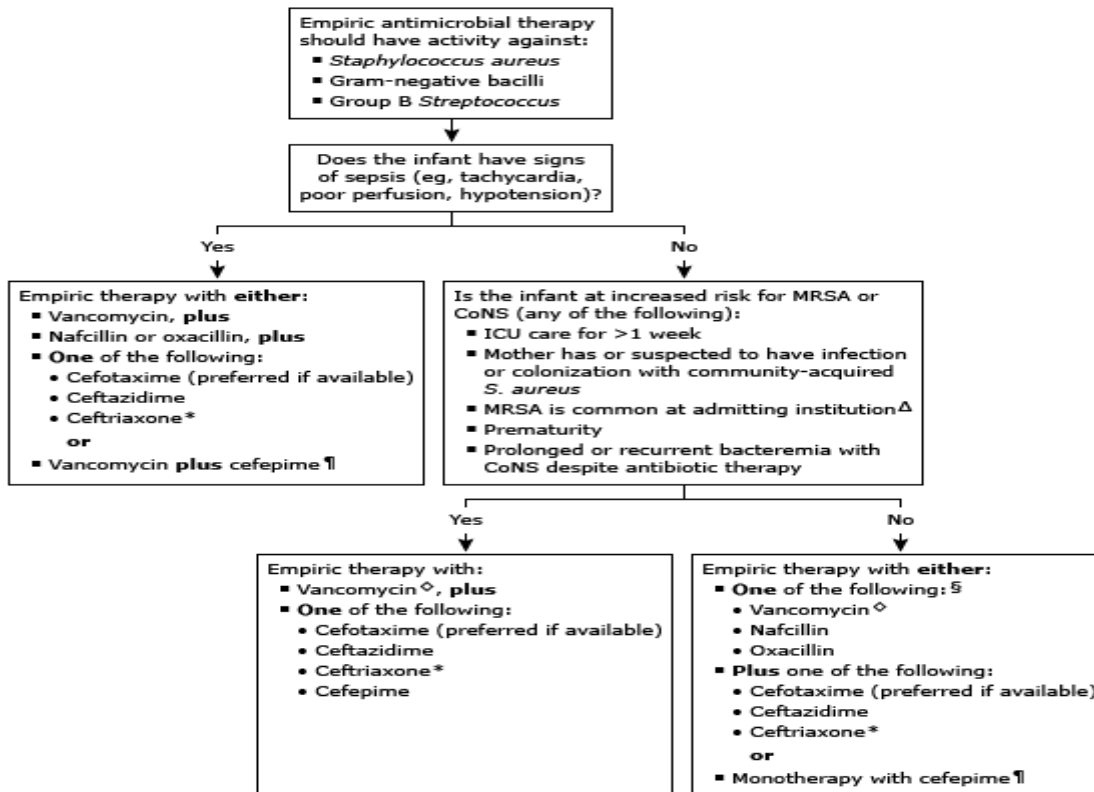 Empiric antimicrobial therapy
should have activity against:
▪ Staphylococcus aureus
▪ Gram-negative bacilli
▪ Group B Streptococcus
Does the infant have signs
of sepsis (eg, tachycardia,
poor perfusion, hypotension)?
Yes
No
Empiric therapy with either:
▪ Vancomycin, plus
▪ Nafcillin or oxacillin, plus
▪ One of the following:
• Cefotaxime (preferred if available)
• Ceftazidime
• Ceftriaxone*
or
▪ Vancomycin plus cefepime¶
Is the infant at increased risk for MRSA or
CoNS (any of the following):
▪ ICU care for >1 week
▪ Mother has or suspected to have infection
or colonization with community-acquired
S. aureus
▪ MRSA is common at admitting institutionΔ
▪ Prematurity
▪ Prolonged or recurrent bacteremia with
CoNS despite antibiotic therapy
Yes
No
Empiric therapy with:
▪ Vancomycin◇, plus
▪ One of the following:
• Cefotaxime (preferred if available)
• Ceftazidime
• Ceftriaxone*
• Cefepime
Empiric therapy with either:
▪ One of the following:§
• Vancomycin◇
• Nafcillin
• Oxacillin
▪ Plus one of the following:
• Cefotaxime (preferred if available)
• Ceftazidime
• Ceftriaxone*
or
▪ Monotherapy with cefepime¶